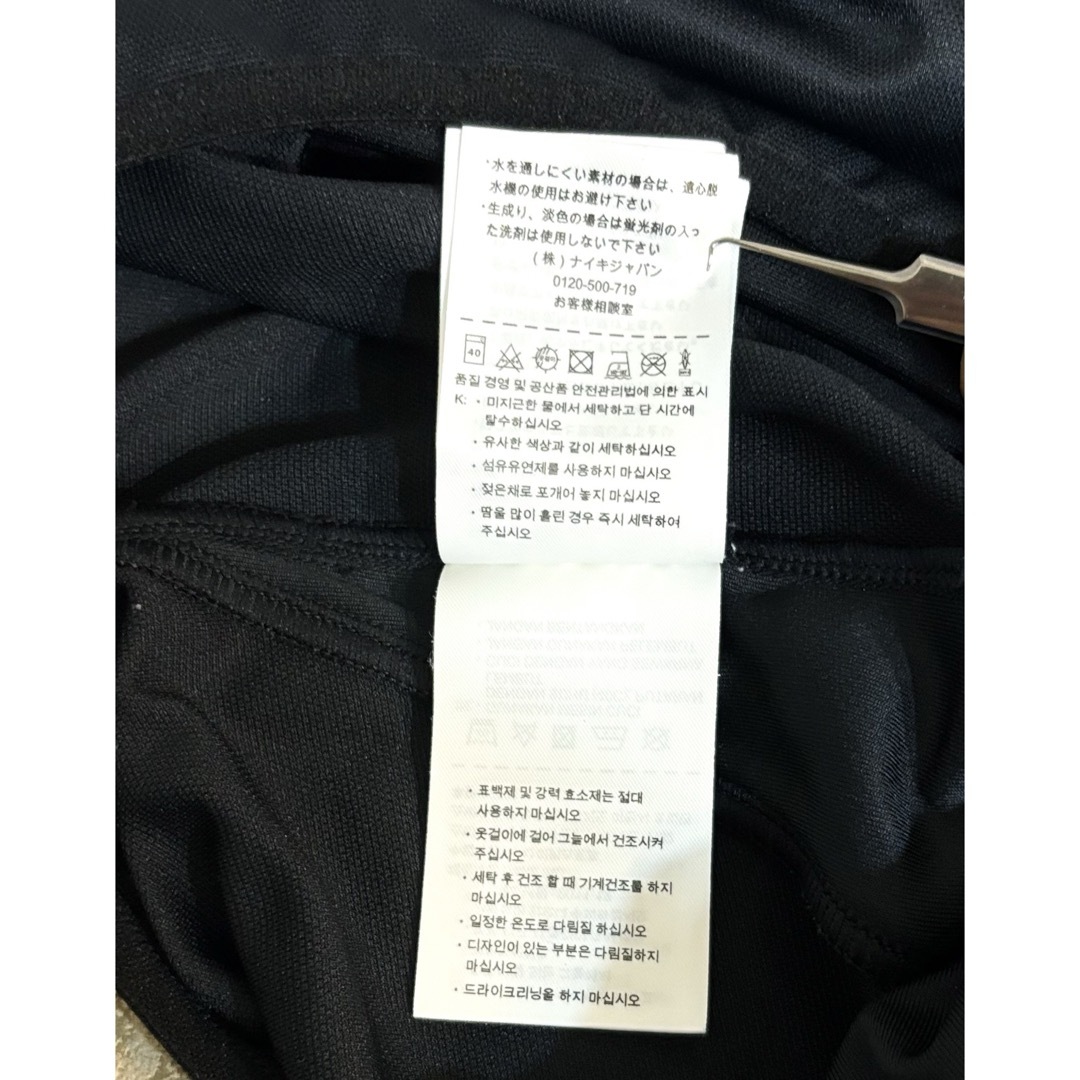 ・水を通しにくい素材の場合は、遠心脱
水機の使用はお避け下さい
・生成り、淡色の場合は蛍光剤の入っ
た洗剤は使用しないで下さい
(株)ナイキジャパン
0120-500-719
お客様相談室
40
품질 경영 및 공산품 안전관리법에 의한 표시
K: ・미지근한 물에서 세탁하고 단 시간에
탈수하십시오
・유사한 색상과 같이 세탁하십시오
・섬유유연제를 사용하지 마십시오
・젖은채로 포개어 놓지 마십시오
・땀을 많이 흘린 경우 즉시 세탁하여
주십시오
・표백제 및 강력 효소제는 절대
사용하지 마십시오
・옷걸이에 걸어 그늘에서 건조시켜
주십시오
・세탁 후 건조 할 때 기계건조를 하지
마십시오
・일정한 온도로 다림질 하십시오
・디자인이 있는 부분은 다림질하지
마십시오
・드라이크리닝을 하지 마십시오